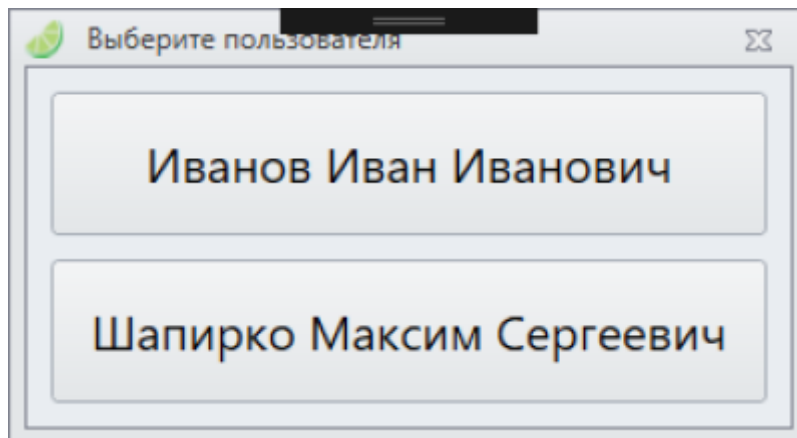 Выберите пользователя
Иванов Иван Иванович
Шапирко Максим Сергеевич